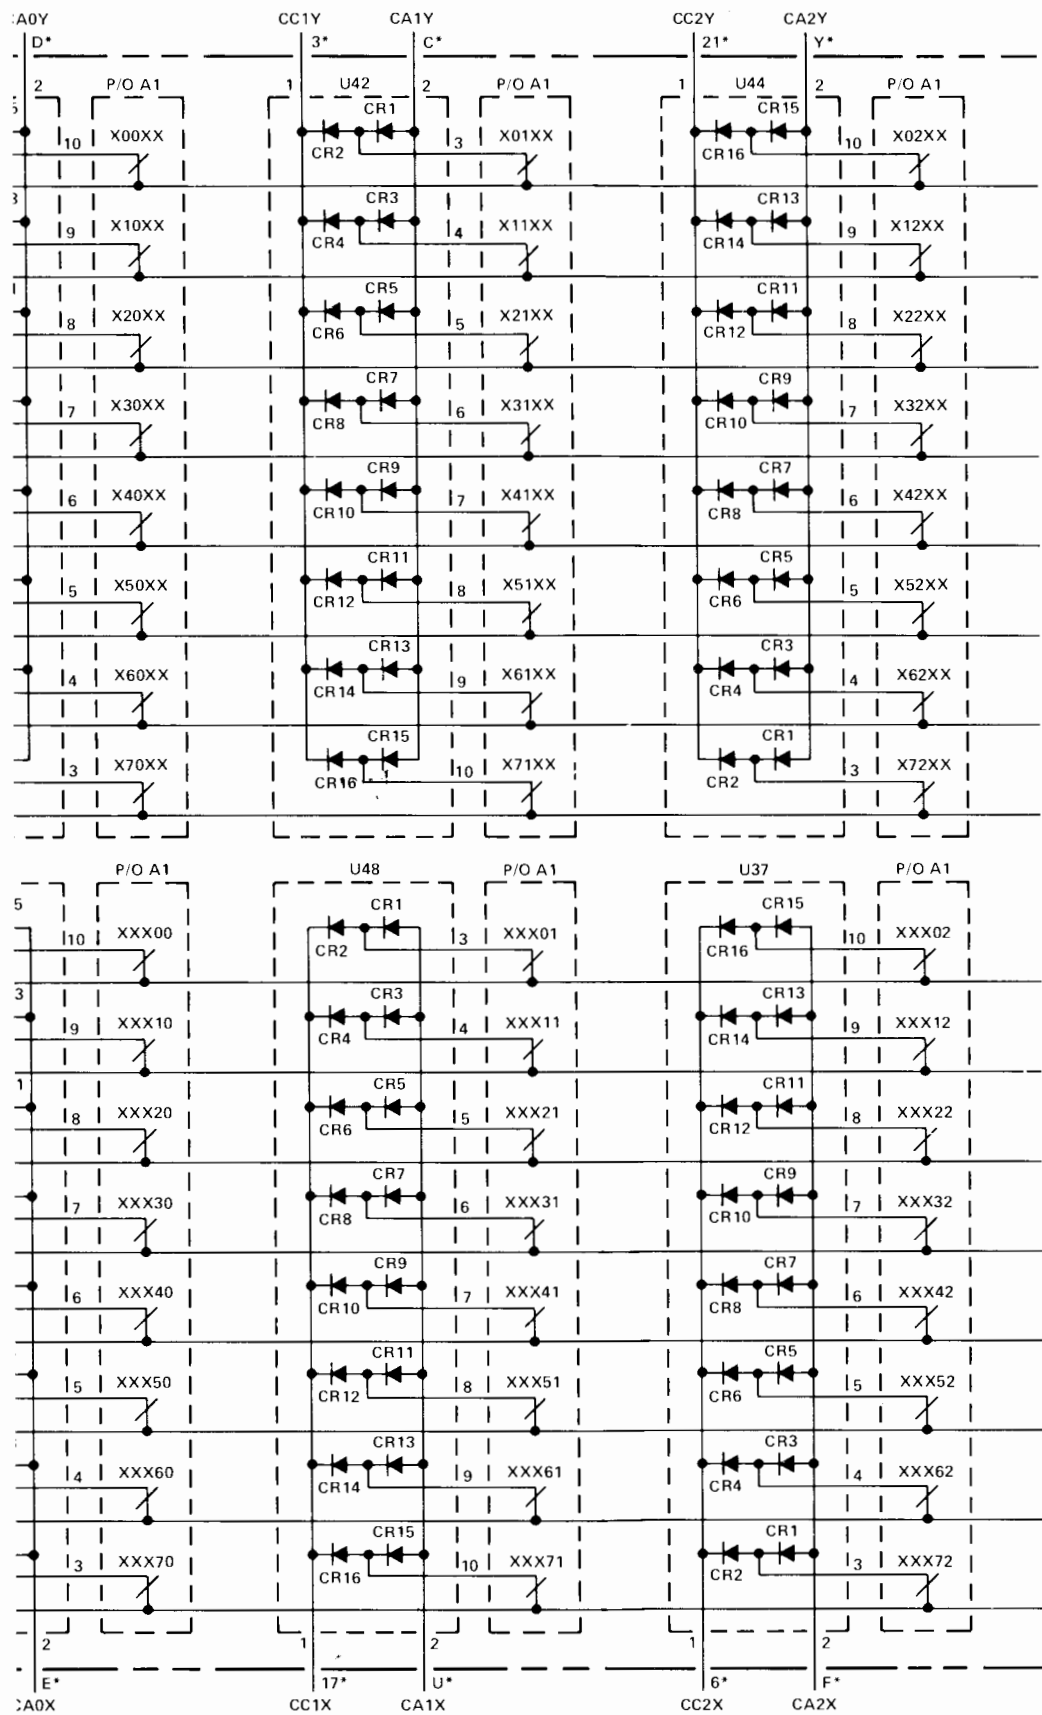 CA0Y CC1Y CA1Y CC2Y CA2Y
D* 3* C* 21* Y*
2 P/O A1 1 U42 2 P/O A1 1 U44 2 P/O A1
5 CR1 CR15
10 X00XX CR2 3 X01XX CR16 10 X02XX
3 CR3 CR13
9 X10XX CR4 4 X11XX CR14 9 X12XX
CR5 CR11
8 X20XX CR6 5 X21XX CR12 8 X22XX
CR7 CR9
7 X30XX CR8 6 X31XX CR10 7 X32XX
CR9 CR7
6 X40XX CR10 7 X41XX CR8 6 X42XX
CR11 CR5
5 X50XX CR12 8 X51XX CR6 5 X52XX
CR13 CR3
4 X60XX CR14 9 X61XX CR4 4 X62XX
CR15 CR1
3 X70XX CR16 10 X71XX CR2 3 X72XX
P/O A1 U48 P/O A1 U37 P/O A1
5 CR1 CR15
10 XXX00 CR2 3 XXX01 CR16 10 XXX02
3 CR3 CR13
9 XXX10 CR4 4 XXX11 CR14 9 XXX12
1 CR5 CR11
8 XXX20 CR6 5 XXX21 CR12 8 XXX22
CR7 CR9
7 XXX30 CR8 6 XXX31 CR10 7 XXX32
CR9 CR7
6 XXX40 CR10 7 XXX41 CR8 6 XXX42
CR11 CR5
5 XXX50 CR12 8 XXX51 CR6 5 XXX52
CR13 CR3
4 XXX60 CR14 9 XXX61 CR4 4 XXX62
CR15 CR1
3 XXX70 CR16 10 XXX71 CR2 3 XXX72
2 1 2 1 2
E* 17* U* 6* F*
CA0X CC1X CA1X CC2X CA2X